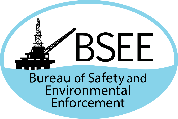 BSEE
Bureau of Safety and
Environmental
Enforcement